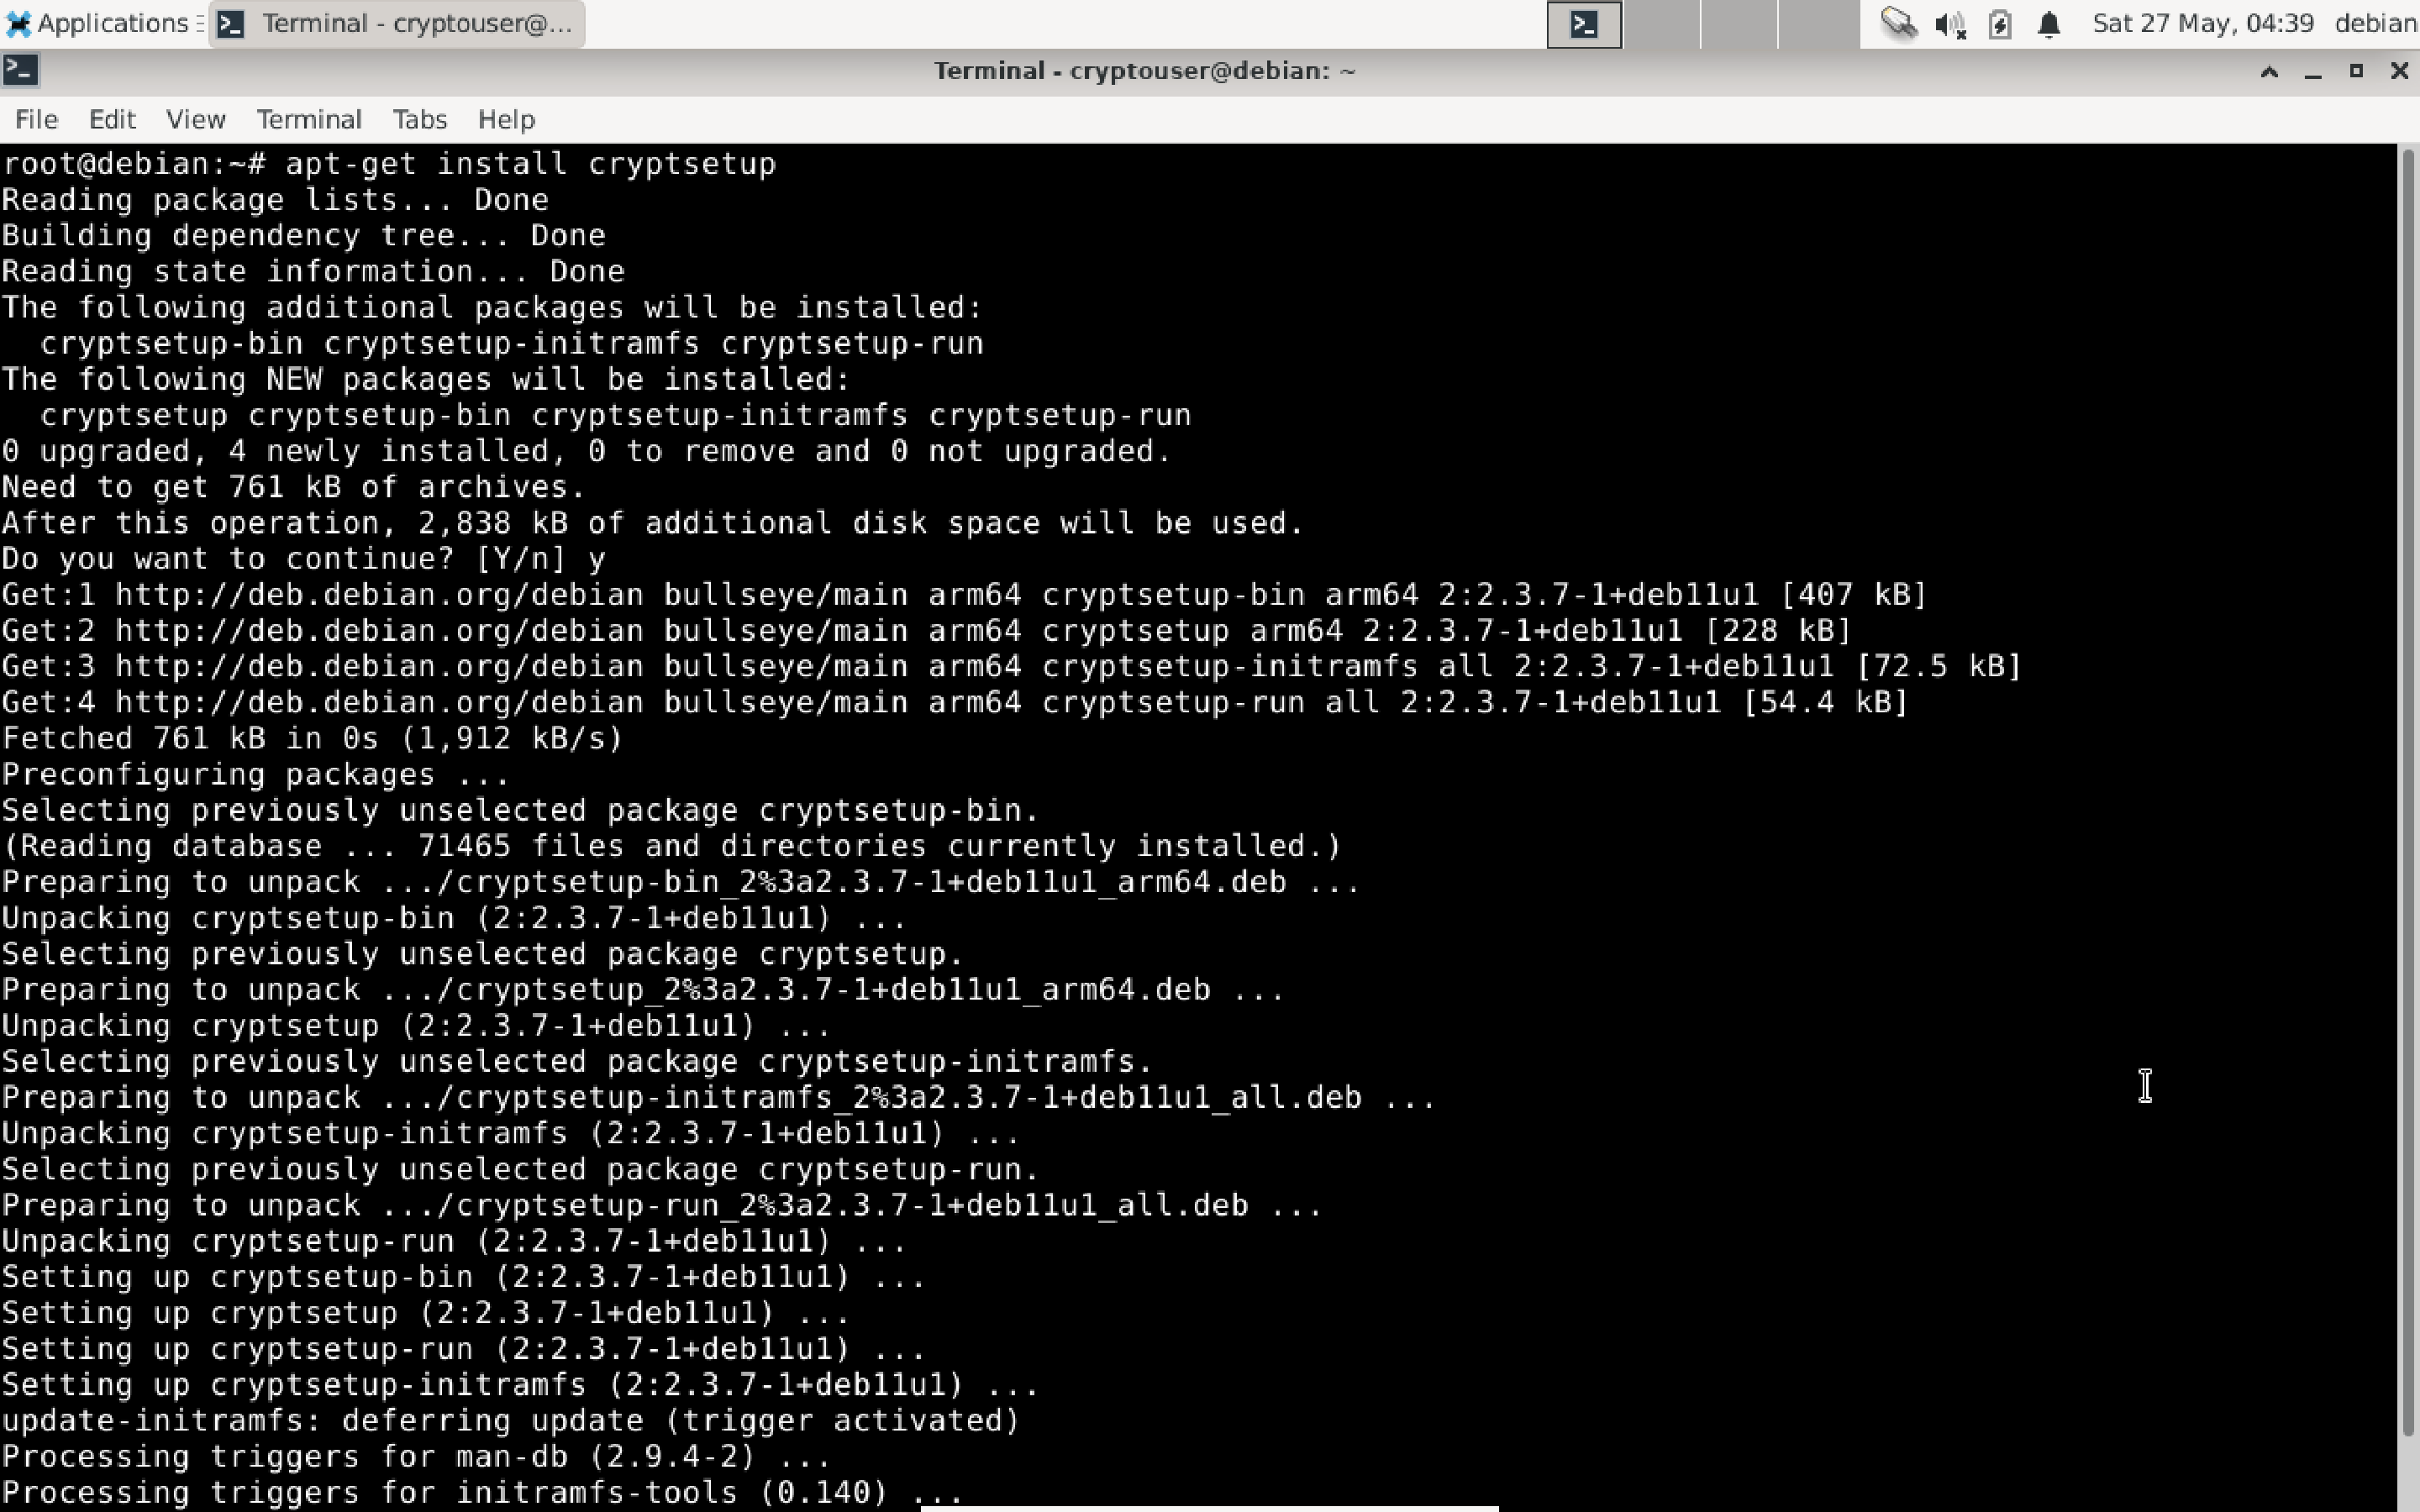 Applications
Terminal - cryptouser@...
Sat 27 May, 04:39
debian
Terminal - cryptouser@debian: ~
File Edit View Terminal Tabs Help
root@debian:~# apt-get install cryptsetup
Reading package lists... Done
Building dependency tree... Done
Reading state information... Done
The following additional packages will be installed:
  cryptsetup-bin cryptsetup-initramfs cryptsetup-run
The following NEW packages will be installed:
  cryptsetup cryptsetup-bin cryptsetup-initramfs cryptsetup-run
0 upgraded, 4 newly installed, 0 to remove and 0 not upgraded.
Need to get 761 kB of archives.
After this operation, 2,838 kB of additional disk space will be used.
Do you want to continue? [Y/n] y
Get:1 http://deb.debian.org/debian bullseye/main arm64 cryptsetup-bin arm64 2:2.3.7-1+deb11u1 [407 kB]
Get:2 http://deb.debian.org/debian bullseye/main arm64 cryptsetup arm64 2:2.3.7-1+deb11u1 [228 kB]
Get:3 http://deb.debian.org/debian bullseye/main arm64 cryptsetup-initramfs all 2:2.3.7-1+deb11u1 [72.5 kB]
Get:4 http://deb.debian.org/debian bullseye/main arm64 cryptsetup-run all 2:2.3.7-1+deb11u1 [54.4 kB]
Fetched 761 kB in 0s (1,912 kB/s)
Preconfiguring packages ...
Selecting previously unselected package cryptsetup-bin.
(Reading database ... 71465 files and directories currently installed.)
Preparing to unpack .../cryptsetup-bin_2%3a2.3.7-1+deb11u1_arm64.deb ...
Unpacking cryptsetup-bin (2:2.3.7-1+deb11u1) ...
Selecting previously unselected package cryptsetup.
Preparing to unpack .../cryptsetup_2%3a2.3.7-1+deb11u1_arm64.deb ...
Unpacking cryptsetup (2:2.3.7-1+deb11u1) ...
Selecting previously unselected package cryptsetup-initramfs.
Preparing to unpack .../cryptsetup-initramfs_2%3a2.3.7-1+deb11u1_all.deb ...
Unpacking cryptsetup-initramfs (2:2.3.7-1+deb11u1) ...
Selecting previously unselected package cryptsetup-run.
Preparing to unpack .../cryptsetup-run_2%3a2.3.7-1+deb11u1_all.deb ...
Unpacking cryptsetup-run (2:2.3.7-1+deb11u1) ...
Setting up cryptsetup-bin (2:2.3.7-1+deb11u1) ...
Setting up cryptsetup (2:2.3.7-1+deb11u1) ...
Setting up cryptsetup-run (2:2.3.7-1+deb11u1) ...
Setting up cryptsetup-initramfs (2:2.3.7-1+deb11u1) ...
update-initramfs: deferring update (trigger activated)
Processing triggers for man-db (2.9.4-2) ...
Processing triggers for initramfs-tools (0.140) ...